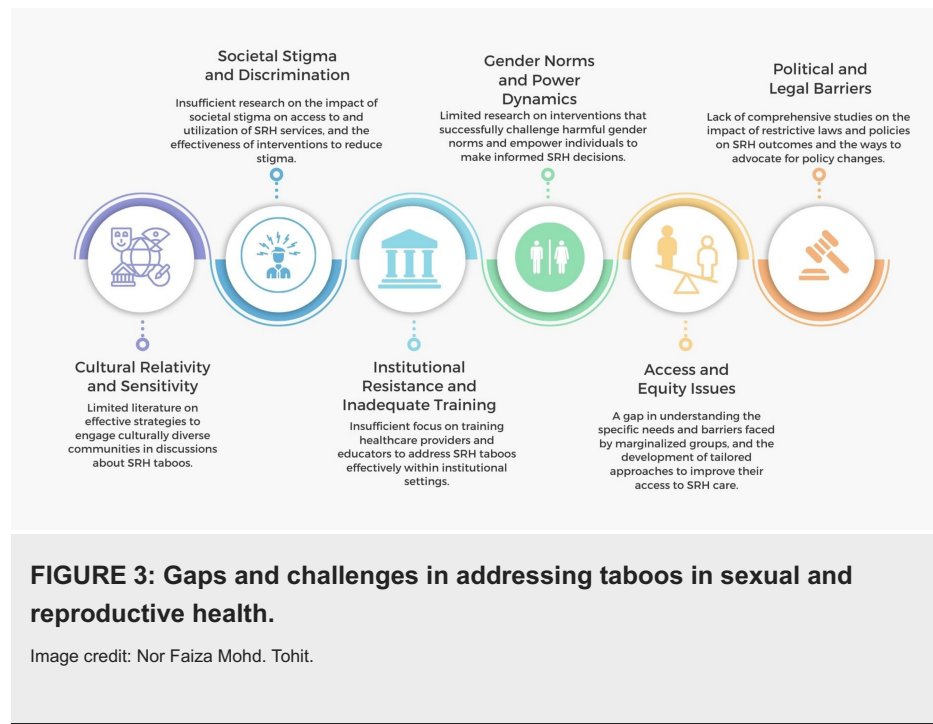 Societal Stigma
and Discrimination
Insufficient research on the impact of
societal stigma on access to and
utilization of SRH services, and the
effectiveness of interventions to reduce
stigma.
Gender Norms
and Power
Dynamics
Limited research on interventions that
successfully challenge harmful gender
norms and empower individuals to
make informed SRH decisions.
Political and
Legal Barriers
Lack of comprehensive studies on the
impact of restrictive laws and policies
on SRH outcomes and the ways to
advocate for policy changes.
Cultural Relativity
and Sensitivity
Limited literature on
effective strategies to
engage culturally diverse
communities in discussions
about SRH taboos.
Institutional
Resistance and
Inadequate Training
Insufficient focus on training
healthcare providers and
educators to address SRH taboos
effectively within institutional
settings.
Access and
Equity Issues
A gap in understanding the
specific needs and barriers faced
by marginalized groups, and the
development of tailored
approaches to improve their
access to SRH care.
FIGURE 3: Gaps and challenges in addressing taboos in sexual and
reproductive health.
Image credit: Nor Faiza Mohd. Tohit.